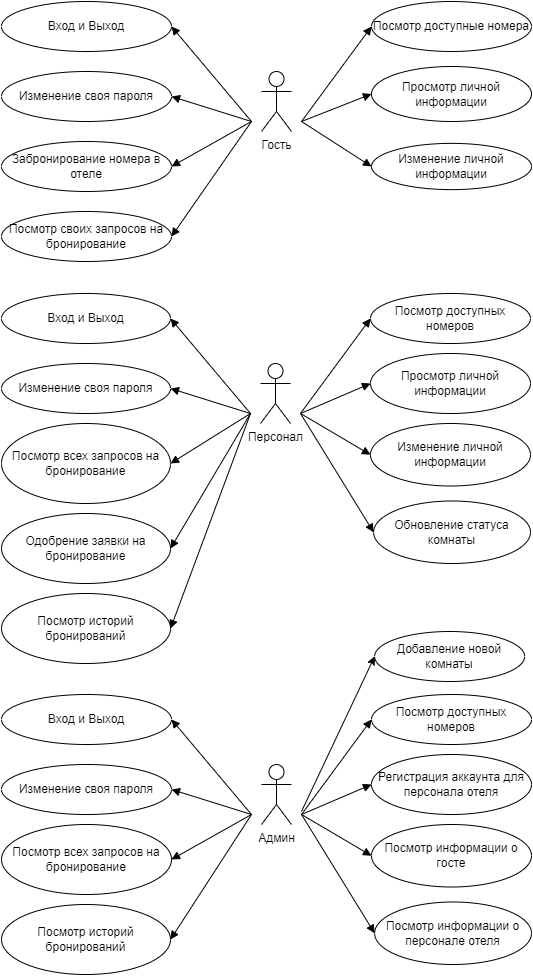 Вход и Выход
Изменение своя пароля
Забронирование номера в
отеле
Посмотр своих запросов на
бронирование
Гость
Посмотр доступные номера
Просмотр личной
информации
Изменение личной
информации
Вход и Выход
Изменение своя пароля
Посмотр всех запросов на
бронирование
Одобрение заявки на
бронирование
Посмотр историй
бронирований
Персонал
Посмотр доступных
номеров
Просмотр личной
информации
Изменение личной
информации
Обновление статуса
комнаты
Вход и Выход
Изменение своя пароля
Посмотр всех запросов на
бронирование
Посмотр историй
бронирований
Админ
Добавление новой
комнаты
Посмотр доступных
номеров
Регистрация аккаунта для
персонала отеля
Посмотр информации о
госте
Посмотр информации о
персонале отеля